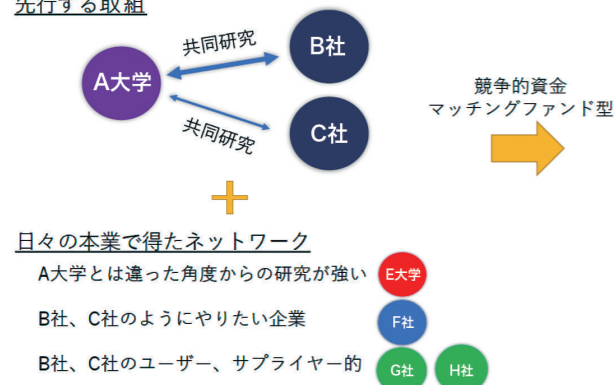 先行する取組
共同研究
B社
A大学
共同研究
C社
競争的資金
マッチングファンド型
日々の本業で得たネットワーク
A大学とは違った角度からの研究が強い
E大学
B社、C社のようにやりたい企業
F社
B社、C社のユーザー、サプライヤー的
G社
H社